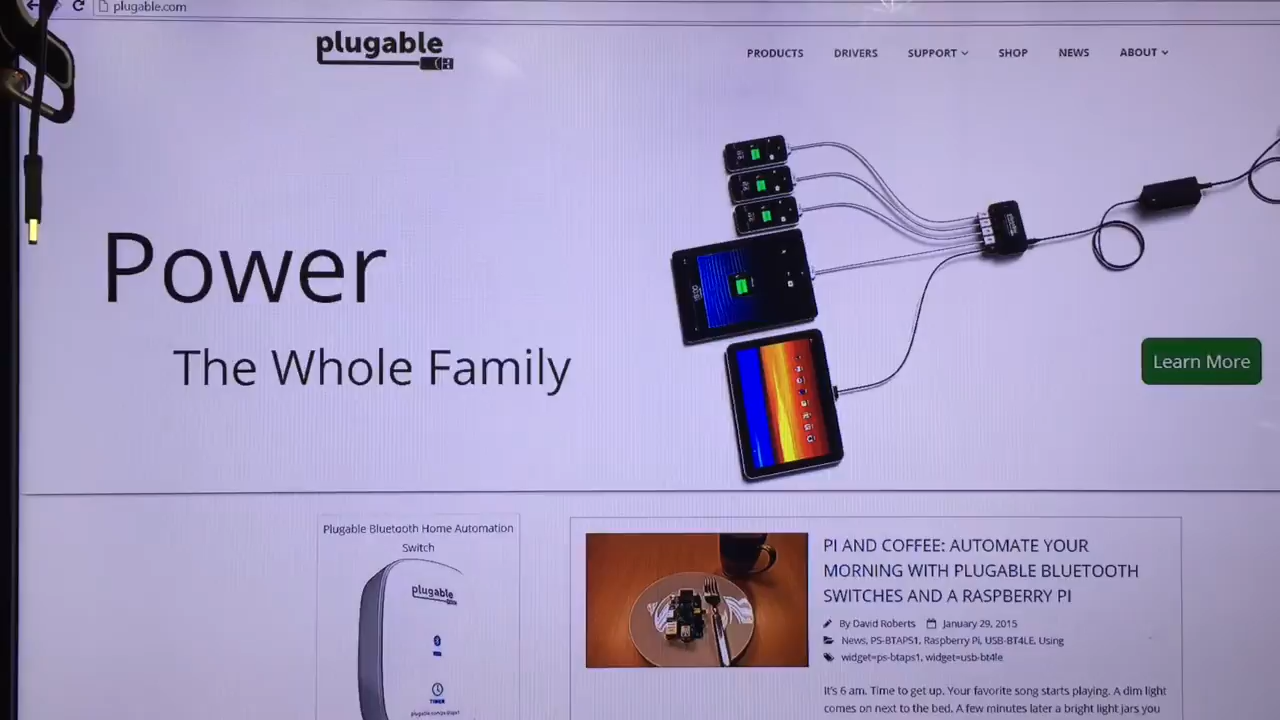 plugable.com
plugable
PRODUCTS DRIVERS SUPPORT SHOP NEWS ABOUT
Power
The Whole Family
Learn More
Plugable Bluetooth Home Automation
Switch
plugable
TIMER
PI AND COFFEE: AUTOMATE YOUR
MORNING WITH PLUGABLE BLUETOOTH
SWITCHES AND A RASPBERRY PI
By David Roberts January 29, 2015
News, PS-BTAPS1, Raspberry Pi, USB-BT4LE, Using
widget=ps-btaps1, widget=usb-bt4le
It's 6 am. Time to get up. Your favorite song starts playing. A dim light
comes on next to the bed. A few minutes later a bright light jars you